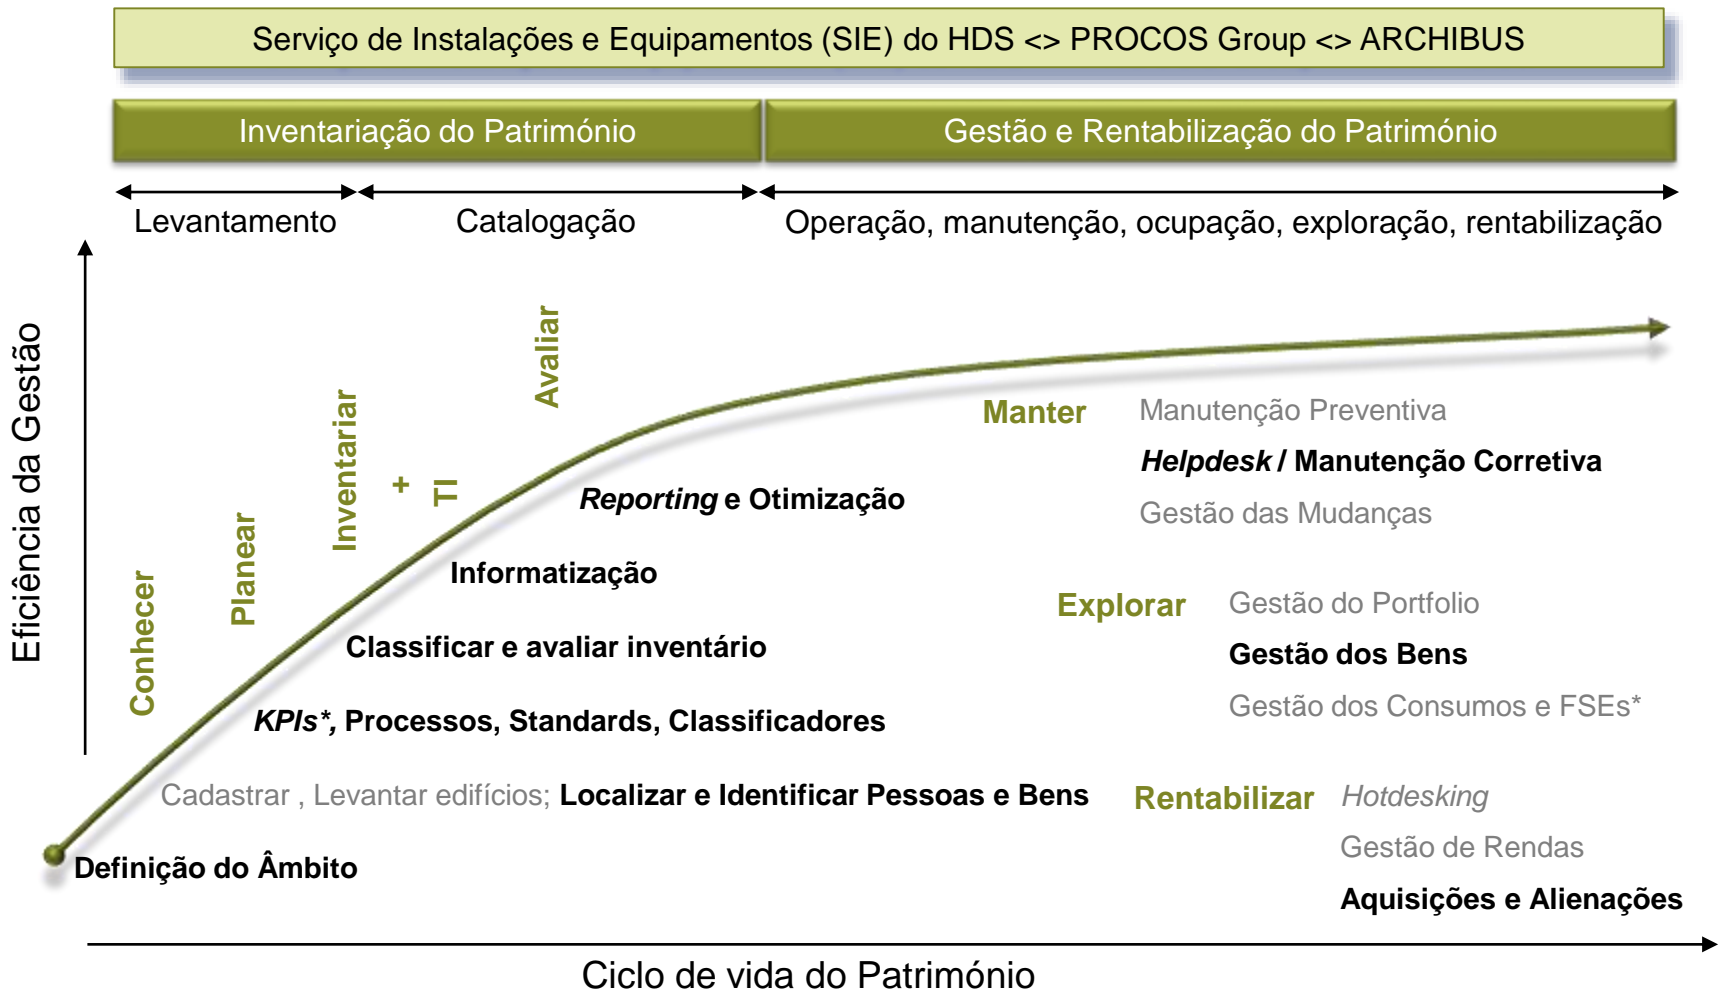 Serviço de Instalações e Equipamentos (SIE) do HDS <> PROCOS Group <> ARCHIBUS
Inventariação do Património
Gestão e Rentabilização do Património
Levantamento
Catalogação
Operação, manutenção, ocupação, exploração, rentabilização
Eficiência da Gestão
Conhecer
Planear
Inventariar
+
TI
Avaliar
Reporting e Otimização
Informatização
Classificar e avaliar inventário
KPIs*, Processos, Standards, Classificadores
Cadastrar , Levantar edifícios; Localizar e Identificar Pessoas e Bens
Definição do Âmbito
Manter
Manutenção Preventiva
Helpdesk / Manutenção Corretiva
Gestão das Mudanças
Explorar
Gestão do Portfolio
Gestão dos Bens
Gestão dos Consumos e FSEs*
Rentabilizar
Hotdesking
Gestão de Rendas
Aquisições e Alienações
Ciclo de vida do Património